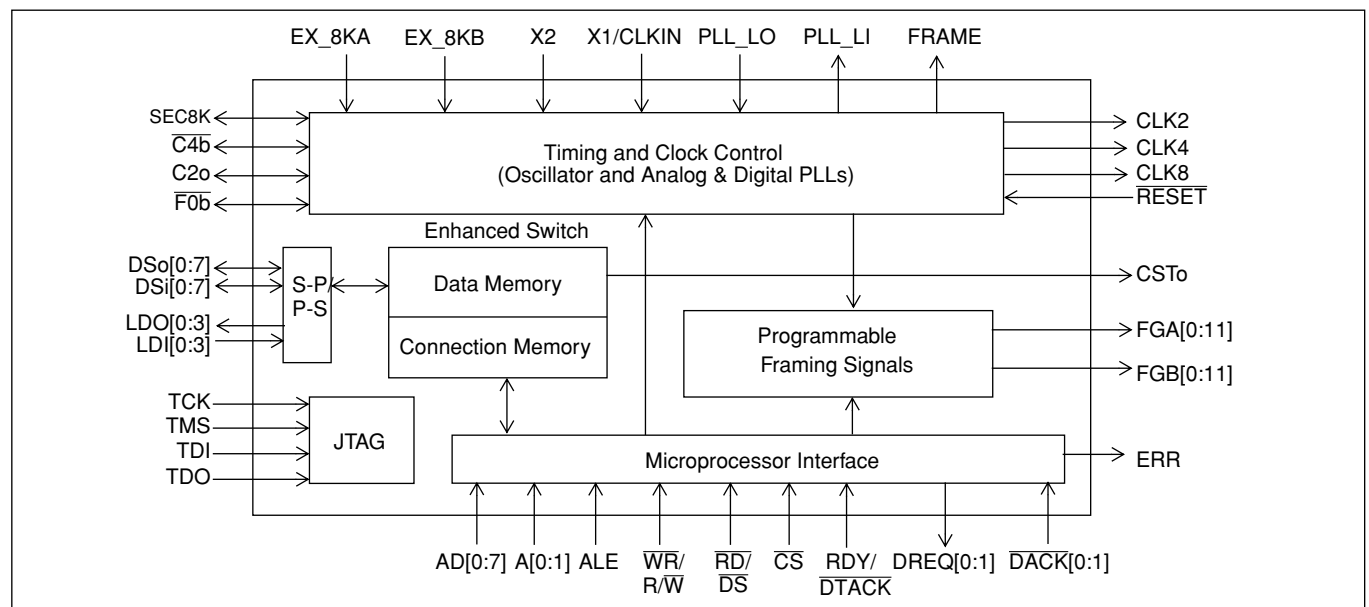 EX_8KA EX_8KB X2 X1/CLKIN PLL_LO PLL_LI FRAME
SEC8K
C4b
C2o
F0b
Timing and Clock Control
(Oscillator and Analog & Digital PLLs)
CLK2
CLK4
CLK8
RESET
Enhanced Switch
DSo[0:7]
DSi[0:7]
LDO[0:3]
LDI[0:3]
S-P/
P-S
Data Memory
Connection Memory
CSTo
Programmable
Framing Signals
FGA[0:11]
FGB[0:11]
TCK
TMS
TDI
TDO
JTAG
Microprocessor Interface
ERR
AD[0:7] A[0:1] ALE WR/ RD/ CS RDY/ DREQ[0:1] DACK[0:1]
R/W DS DTACK